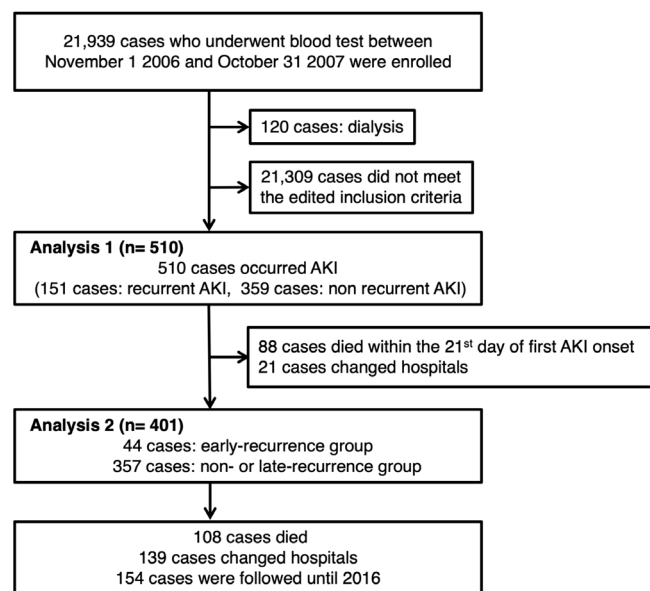 21,939 cases who underwent blood test between
November 1 2006 and October 31 2007 were enrolled
120 cases: dialysis
21,309 cases did not meet
the edited inclusion criteria
Analysis 1 (n= 510)
510 cases occurred AKI
(151 cases: recurrent AKI, 359 cases: non recurrent AKI)
88 cases died within the 21st day of first AKI onset
21 cases changed hospitals
Analysis 2 (n= 401)
44 cases: early-recurrence group
357 cases: non- or late-recurrence group
108 cases died
139 cases changed hospitals
154 cases were followed until 2016